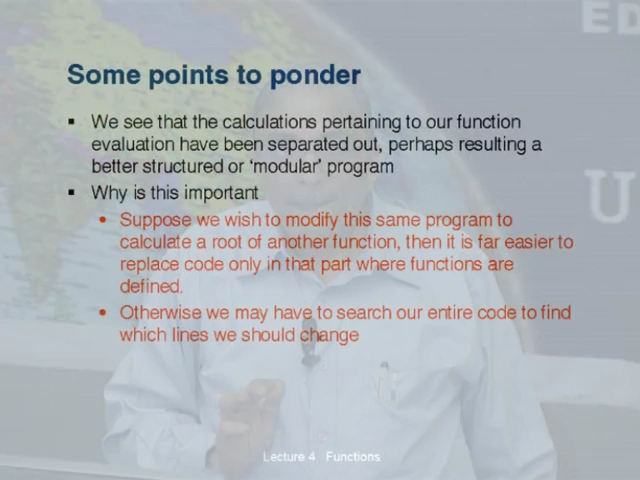 ED
Some points to ponder
▪ We see that the calculations pertaining to our function
evaluation have been separated out, perhaps resulting a
better structured or ‘modular’ program
▪ Why is this important
U
• Suppose we wish to modify this same program to
calculate a root of another function, then it is far easier to
replace code only in that part where functions are
defined.
• Otherwise we may have to search our entire code to find
which lines we should change
Lecture 4 Functions